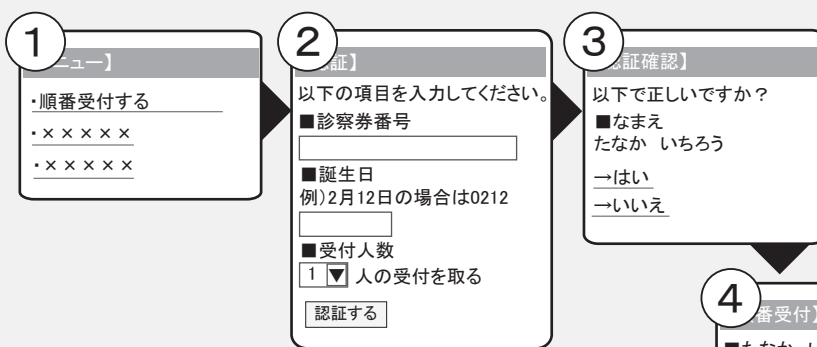 1
ニュー】
・順番受付する
・×××××
・×××××
2
証】
以下の項目を入力してください。
■診察券番号
■誕生日
例)2月12日の場合は0212
■受付人数
1 ▼ 人の受付を取る
認証する
3
認証確認】
以下で正しいですか？
■なまえ
たなか いちろう
→はい
→いいえ
4
番受付】